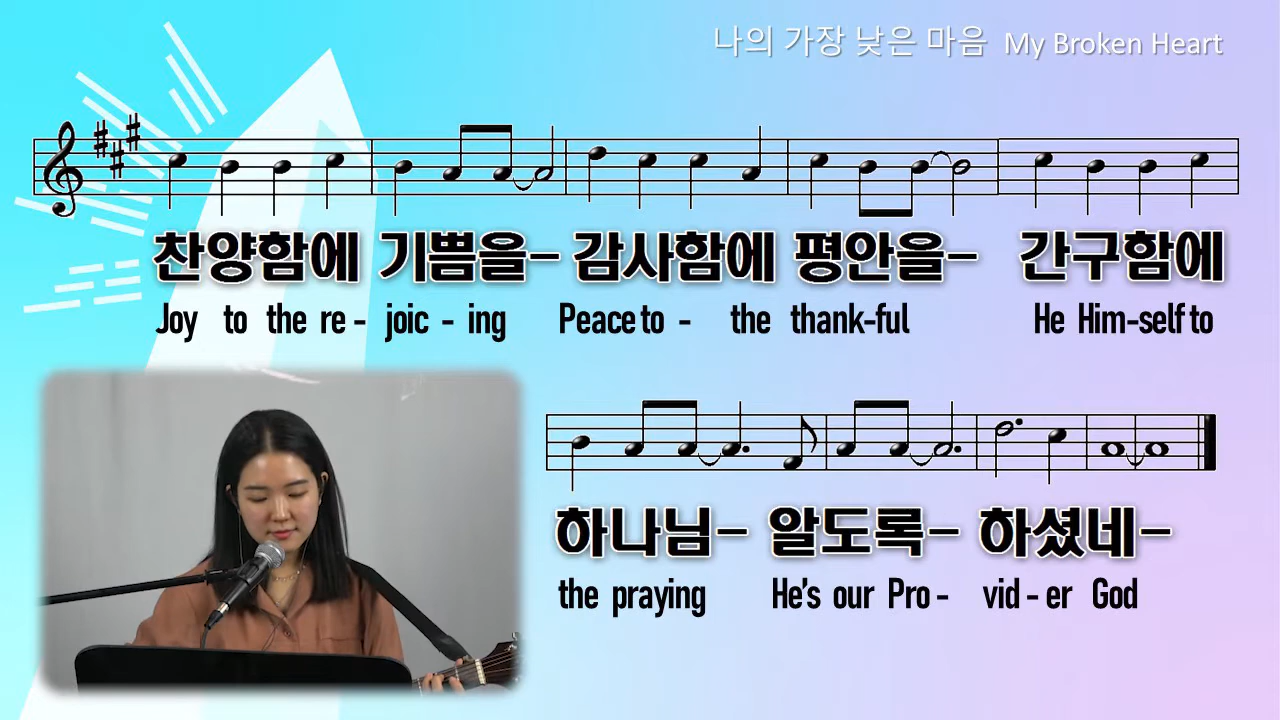 나의 가장 낮은 마음 My Broken Heart
찬양함에 기쁨을- 감사함에 평안을- 간구함에
Joy to the re - joic - ing Peace to - the thank-ful He Him-self to
하나님- 알도록- 하셨네-
the praying He's our Pro - vid - er God